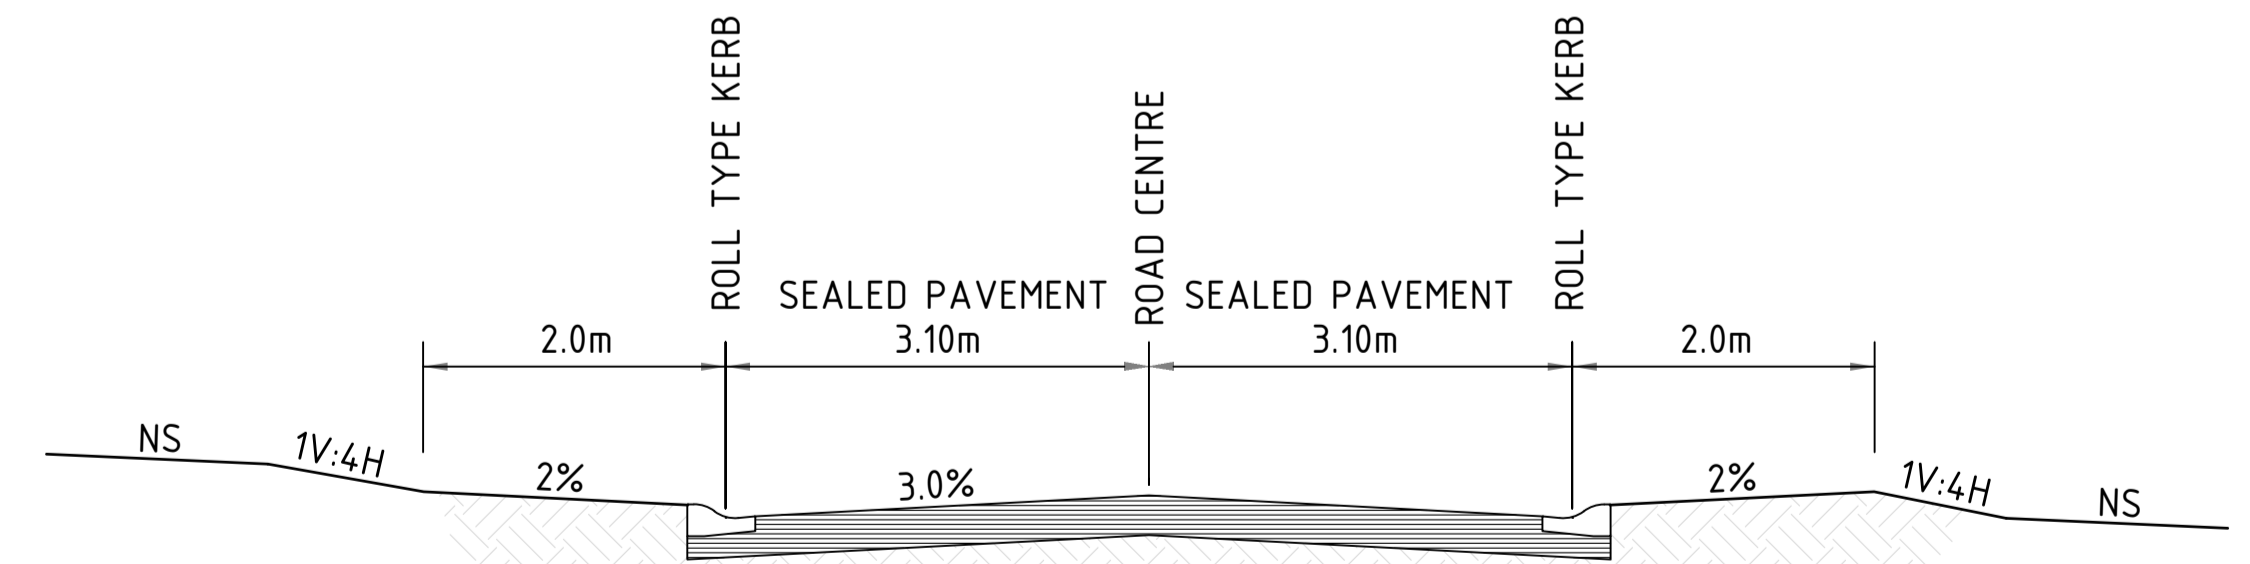 ROLL TYPE KERB
ROAD CENTRE
ROLL TYPE KERB
SEALED PAVEMENT
SEALED PAVEMENT
2.0m
3.10m
3.10m
2.0m
NS
1V:4H
2%
3.0%
2%
1V:4H
NS